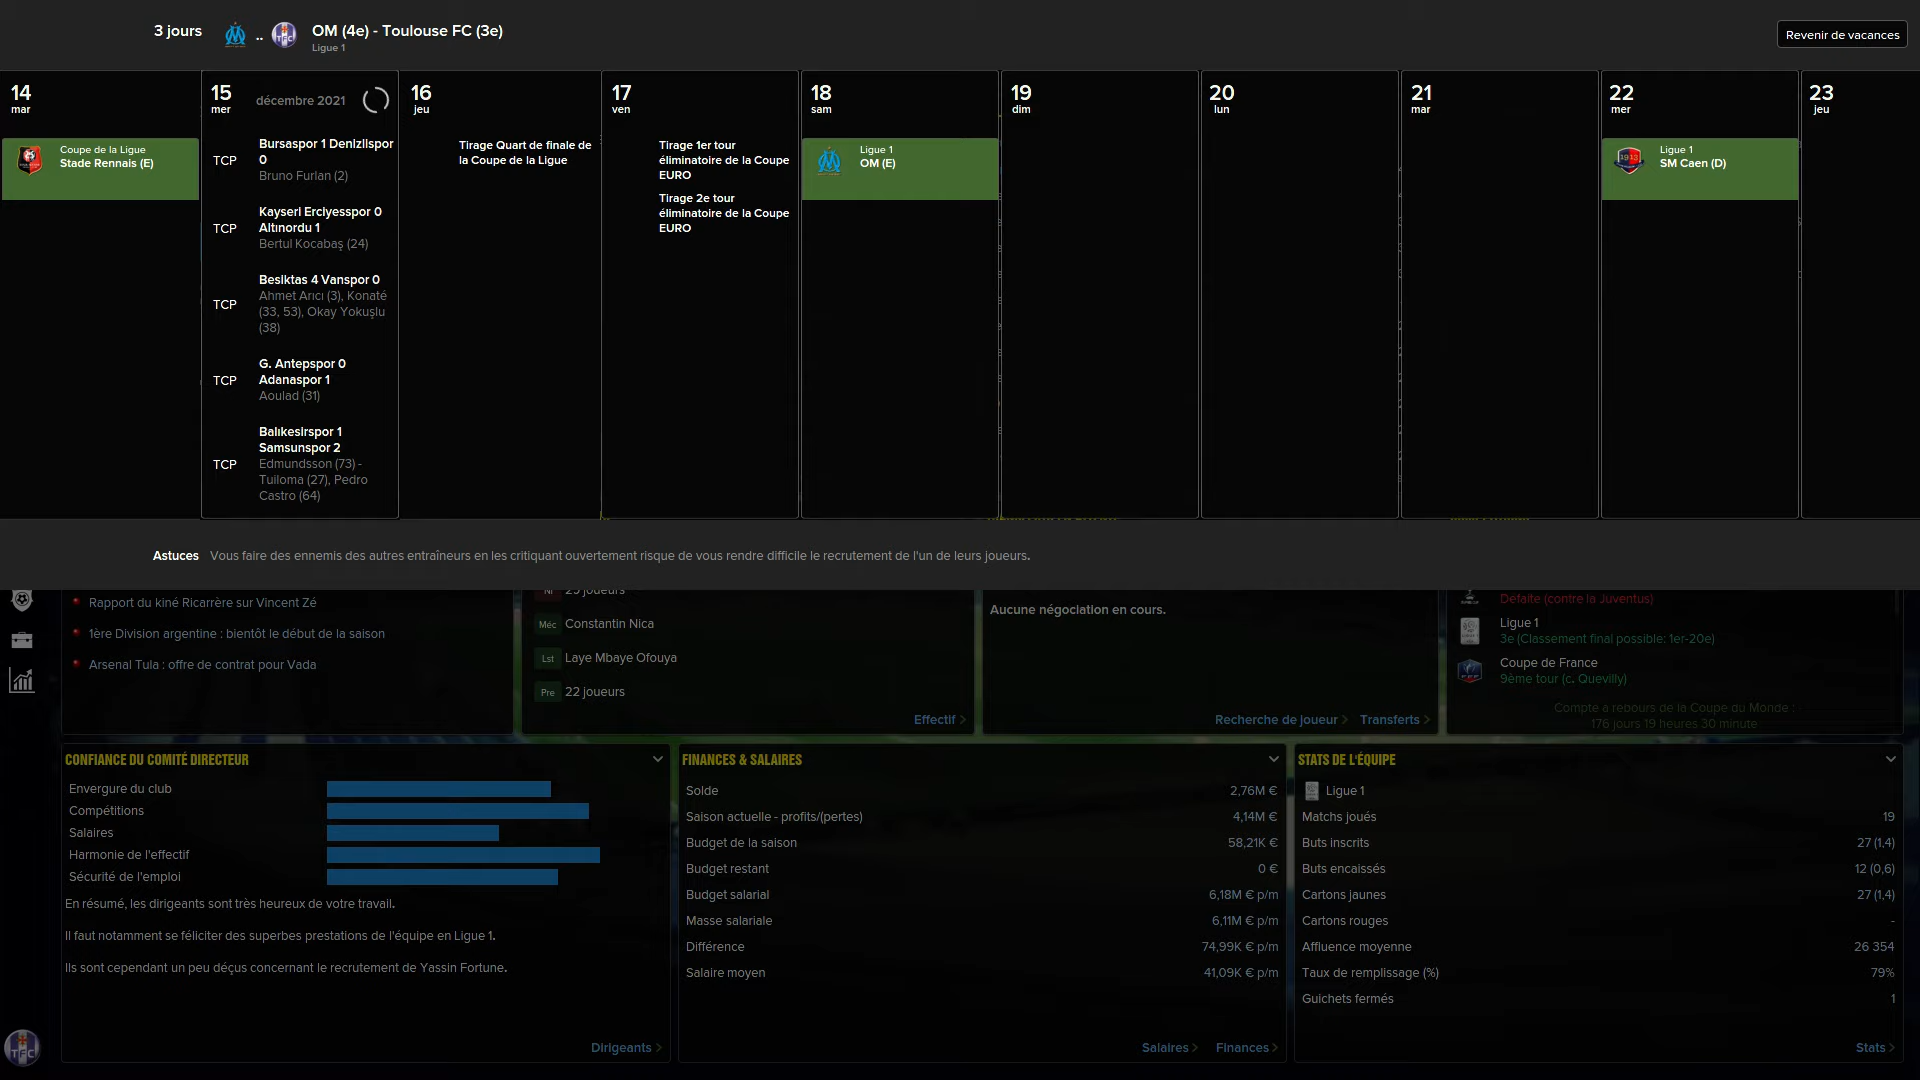 3 jours
..
OM (4e) - Toulouse FC (3e)
Ligue 1
Revenir de vacances
14
mar
15
mer
décembre 2021
16
jeu
17
ven
18
sam
19
dim
20
lun
21
mar
22
mer
23
jeu
Coupe de la Ligue
Stade Rennais (E)
TCP
Bursaspor 1 Denizlispor
0
Bruno Furlan (2)
TCP
Kayseri Erciyesspor 0
Altınordu 1
Bertul Kocabaş (24)
TCP
Besiktas 4 Vanspor 0
Ahmet Arıcı (3), Konaté
(33, 53), Okay Yokuşlu
(38)
TCP
G. Antepspor 0
Adanaspor 1
Aoulad (31)
TCP
Balıkesirspor 1
Samsunspor 2
Edmundsson (73) -
Tuiloma (27), Pedro
Castro (64)
Tirage Quart de finale de
la Coupe de la Ligue
Tirage 1er tour
éliminatoire de la Coupe
EURO
Tirage 2e tour
éliminatoire de la Coupe
EURO
Ligue 1
OM (E)
1913
Ligue 1
SM Caen (D)
Astuces Vous faire des ennemis des autres entraîneurs en les critiquant ouvertement risque de vous rendre difficile le recrutement de l'un de leurs joueurs.
Rapport du kiné Ricarrère sur Vincent Zé
1ère Division argentine : bientôt le début de la saison
Arsenal Tula : offre de contrat pour Vada
25 joueurs
Méc Constantin Nica
Lst Laye Mbaye Ofouya
Pre 22 joueurs
Effectif
Aucune négociation en cours.
Recherche de joueur
Transferts
Défaite (contre la Juventus)
Ligue 1
3e (Classement final possible: 1er-20e)
Coupe de France
9ème tour (c. Quevilly)
Compte à rebours de la Coupe du Monde :
176 jours 19 heures 30 minute
CONFIANCE DU COMITÉ DIRECTEUR
Envergure du club
Compétitions
Salaires
Harmonie de l'effectif
Sécurité de l'emploi
En résumé, les dirigeants sont très heureux de votre travail.
Il faut notamment se féliciter des superbes prestations de l'équipe en Ligue 1.
Ils sont cependant un peu déçus concernant le recrutement de Yassin Fortune.
Dirigeants
FINANCES & SALAIRES
Solde 2,76M €
Saison actuelle - profits/(pertes) 4,14M €
Budget de la saison 58,21K €
Budget restant 0 €
Budget salarial 6,18M € p/m
Masse salariale 6,11M € p/m
Différence 74,99K € p/m
Salaire moyen 41,09K € p/m
Salaires
Finances
STATS DE L'ÉQUIPE
Ligue 1
Matchs joués 19
Buts inscrits 27 (1,4)
Buts encaissés 12 (0,6)
Cartons jaunes 27 (1,4)
Cartons rouges -
Affluence moyenne 26 354
Taux de remplissage (%) 79%
Guichets fermés 1
Stats
TFC